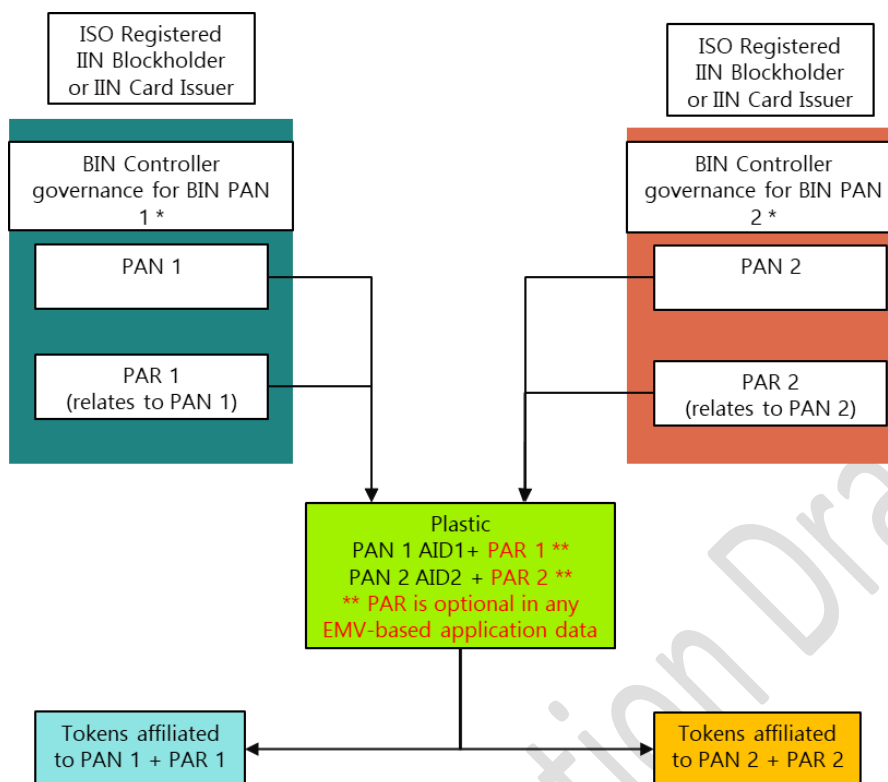 ISO Registered
IIN Blockholder
or IIN Card Issuer
ISO Registered
IIN Blockholder
or IIN Card Issuer
BIN Controller
governance for BIN PAN
1 *
BIN Controller
governance for BIN PAN
2 *
PAN 1
PAN 2
PAR 1
(relates to PAN 1)
PAR 2
(relates to PAN 2)
Plastic
PAN 1 AID1+ PAR 1 **
PAN 2 AID2 + PAR 2 **
** PAR is optional in any
EMV-based application data
Tokens affiliated
to PAN 1 + PAR 1
Tokens affiliated
to PAN 2 + PAR 2